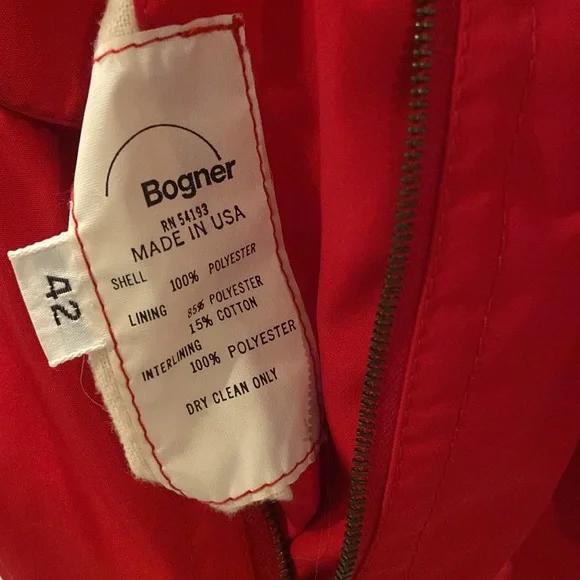 Bogner
RN 54193
MADE IN USA
SHELL 100% POLYESTER
LINING 85% POLYESTER
15% COTTON
INTERLINING
100% POLYESTER
DRY CLEAN ONLY
42